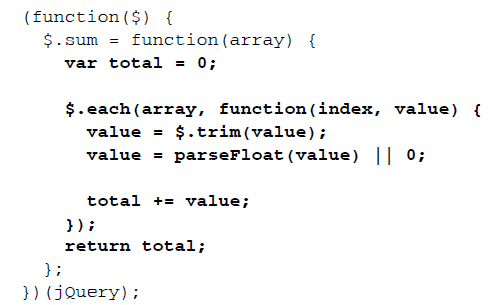 (function($) {
  $.sum = function(array) {
    var total = 0;

    $.each(array, function(index, value) {
      value = $.trim(value);
      value = parseFloat(value) || 0;

      total += value;
    });
    return total;
  };
})(jQuery);